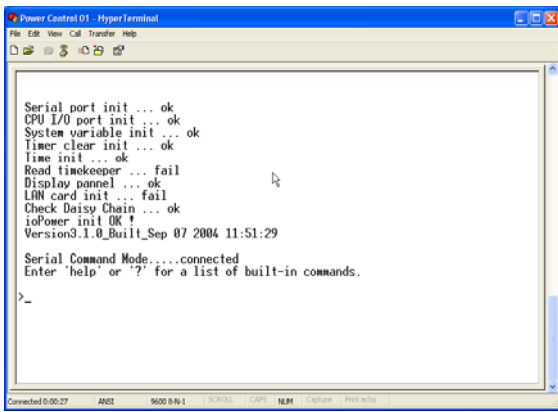 Power Control 01 - HyperTerminal
File Edit View Call Transfer Help
Serial port init ... ok
CPU I/O port init ... ok
System variable init ... ok
Timer clear init ... ok
Time init ... ok
Read timekeeper ... fail
Display pannel ... ok
LAN card init ... fail
Check Daisy Chain ... ok
ioPower init OK !
Version3.1.0_Built_Sep 07 2004 11:51:29
Serial Command Mode.....connected
Enter 'help' or '?' for a list of built-in commands.
>_
Connected 0:00:27 ANSI 9600 8-N-1 SCROLL CAPS NUM Capture Print echo